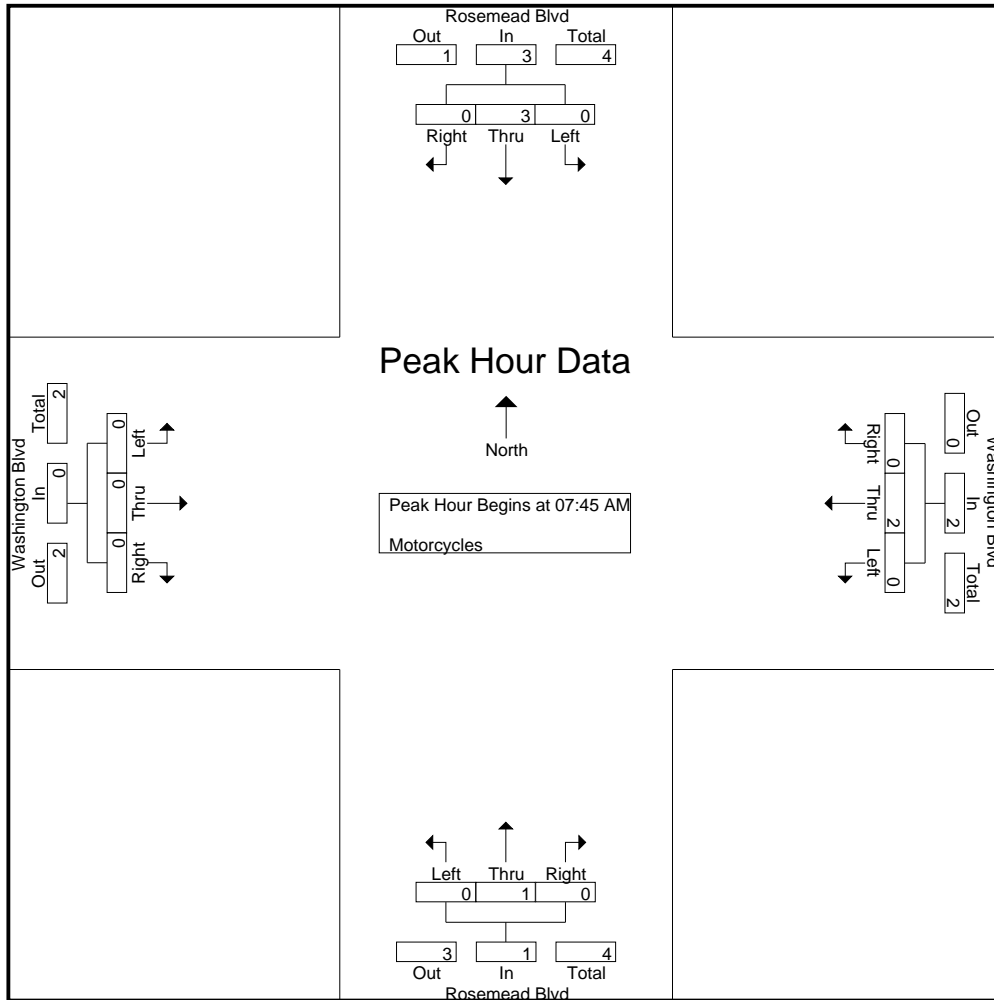 Rosemead Blvd
Out In Total
1 3 4
0 3 0
Right Thru Left
Peak Hour Data
North
Peak Hour Begins at 07:45 AM
Motorcycles
Washington Blvd
Total In Out
2 0 2
0 0 0
Left Thru Right
Washington Blvd
Out In Total
0 2 2
0 2 0
Right Thru Left
Left Thru Right
0 1 0
3 1 4
Out In Total
Rosemead Blvd